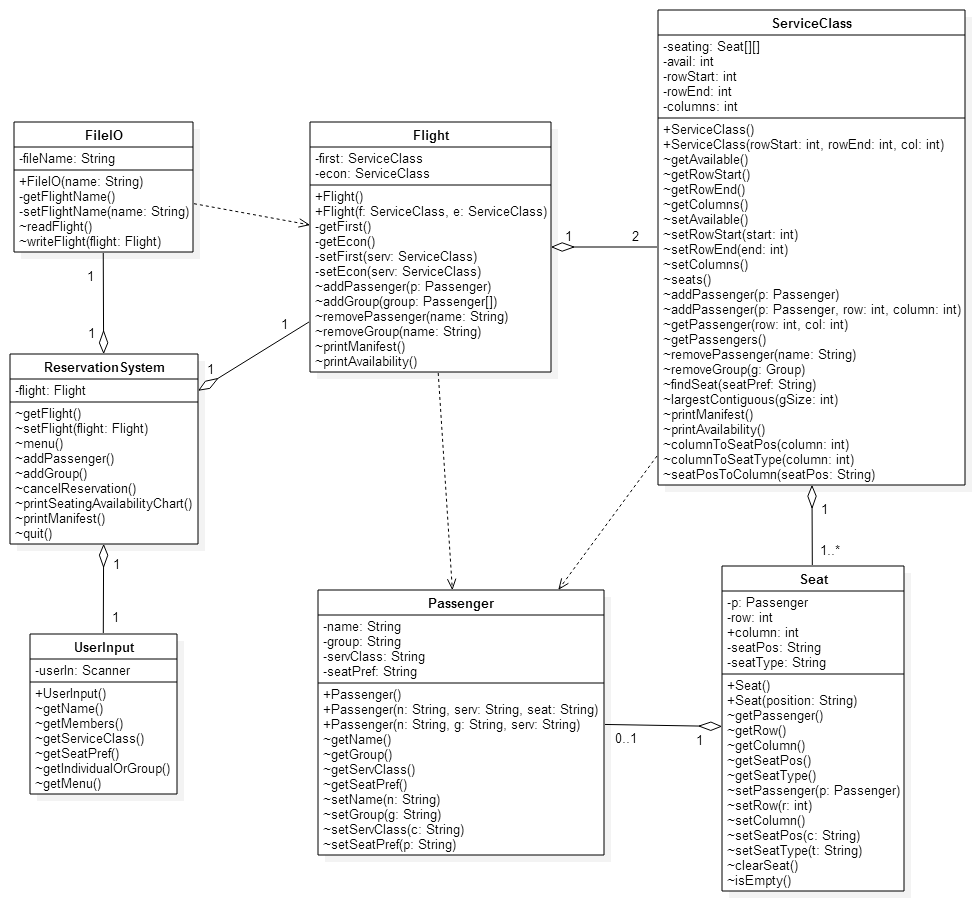 ServiceClass
-seating: Seat[][]
-avail: int
-rowStart: int
-rowEnd: int
-columns: int
+ServiceClass()
+ServiceClass(rowStart: int, rowEnd: int, col: int)
~getAvailable()
~getRowStart()
~getRowEnd()
~getColumns()
~setAvailable()
~setRowStart(start: int)
~setRowEnd(end: int)
~setColumns()
~seats()
~addPassenger(p: Passenger)
~addPassenger(p: Passenger, row: int, column: int)
~getPassenger(row: int, col: int)
~getPassengers()
~removePassenger(name: String)
~removeGroup(g: Group)
~findSeat(seatPref: String)
~largestContiguous(gSize: int)
~printManifest()
~printAvailability()
~columnToSeatPos(column: int)
~columnToSeatType(column: int)
~seatPosToColumn(seatPos: String)
FileIO
-fileName: String
+FileIO(name: String)
-getFlightName()
-setFlightName(name: String)
~readFlight()
~writeFlight(flight: Flight)
Flight
-first: ServiceClass
-econ: ServiceClass
+Flight()
+Flight(f: ServiceClass, e: ServiceClass)
-getFirst()
-getEcon()
-setFirst(serv: ServiceClass)
-setEcon(serv: ServiceClass)
~addPassenger(p: Passenger)
~addGroup(group: Passenger[])
~removePassenger(name: String)
~removeGroup(name: String)
~printManifest()
~printAvailability()
1
2
1
1
1
1
ReservationSystem
-flight: Flight
~getFlight()
~setFlight(flight: Flight)
~menu()
~addPassenger()
~addGroup()
~cancelReservation()
~printSeatingAvailabilityChart()
~printManifest()
~quit()
1
1..*
1
1
UserInput
-userIn: Scanner
+UserInput()
~getName()
~getMembers()
~getServiceClass()
~getSeatPref()
~getIndividualOrGroup()
~getMenu()
Passenger
-name: String
-group: String
-servClass: String
-seatPref: String
+Passenger()
+Passenger(n: String, serv: String, seat: String)
+Passenger(n: String, g: String, serv: String)
~getName()
~getGroup()
~getServClass()
~getSeatPref()
~setName(n: String)
~setGroup(g: String)
~setServClass(c: String)
~setSeatPref(p: String)
0..1
1
Seat
-p: Passenger
-row: int
+column: int
-seatPos: String
-seatType: String
+Seat()
+Seat(position: String)
~getPassenger()
~getRow()
~getColumn()
~getSeatPos()
~getSeatType()
~setPassenger(p: Passenger)
~setRow(r: int)
~setColumn()
~setSeatPos(c: String)
~setSeatType(t: String)
~clearSeat()
~isEmpty()